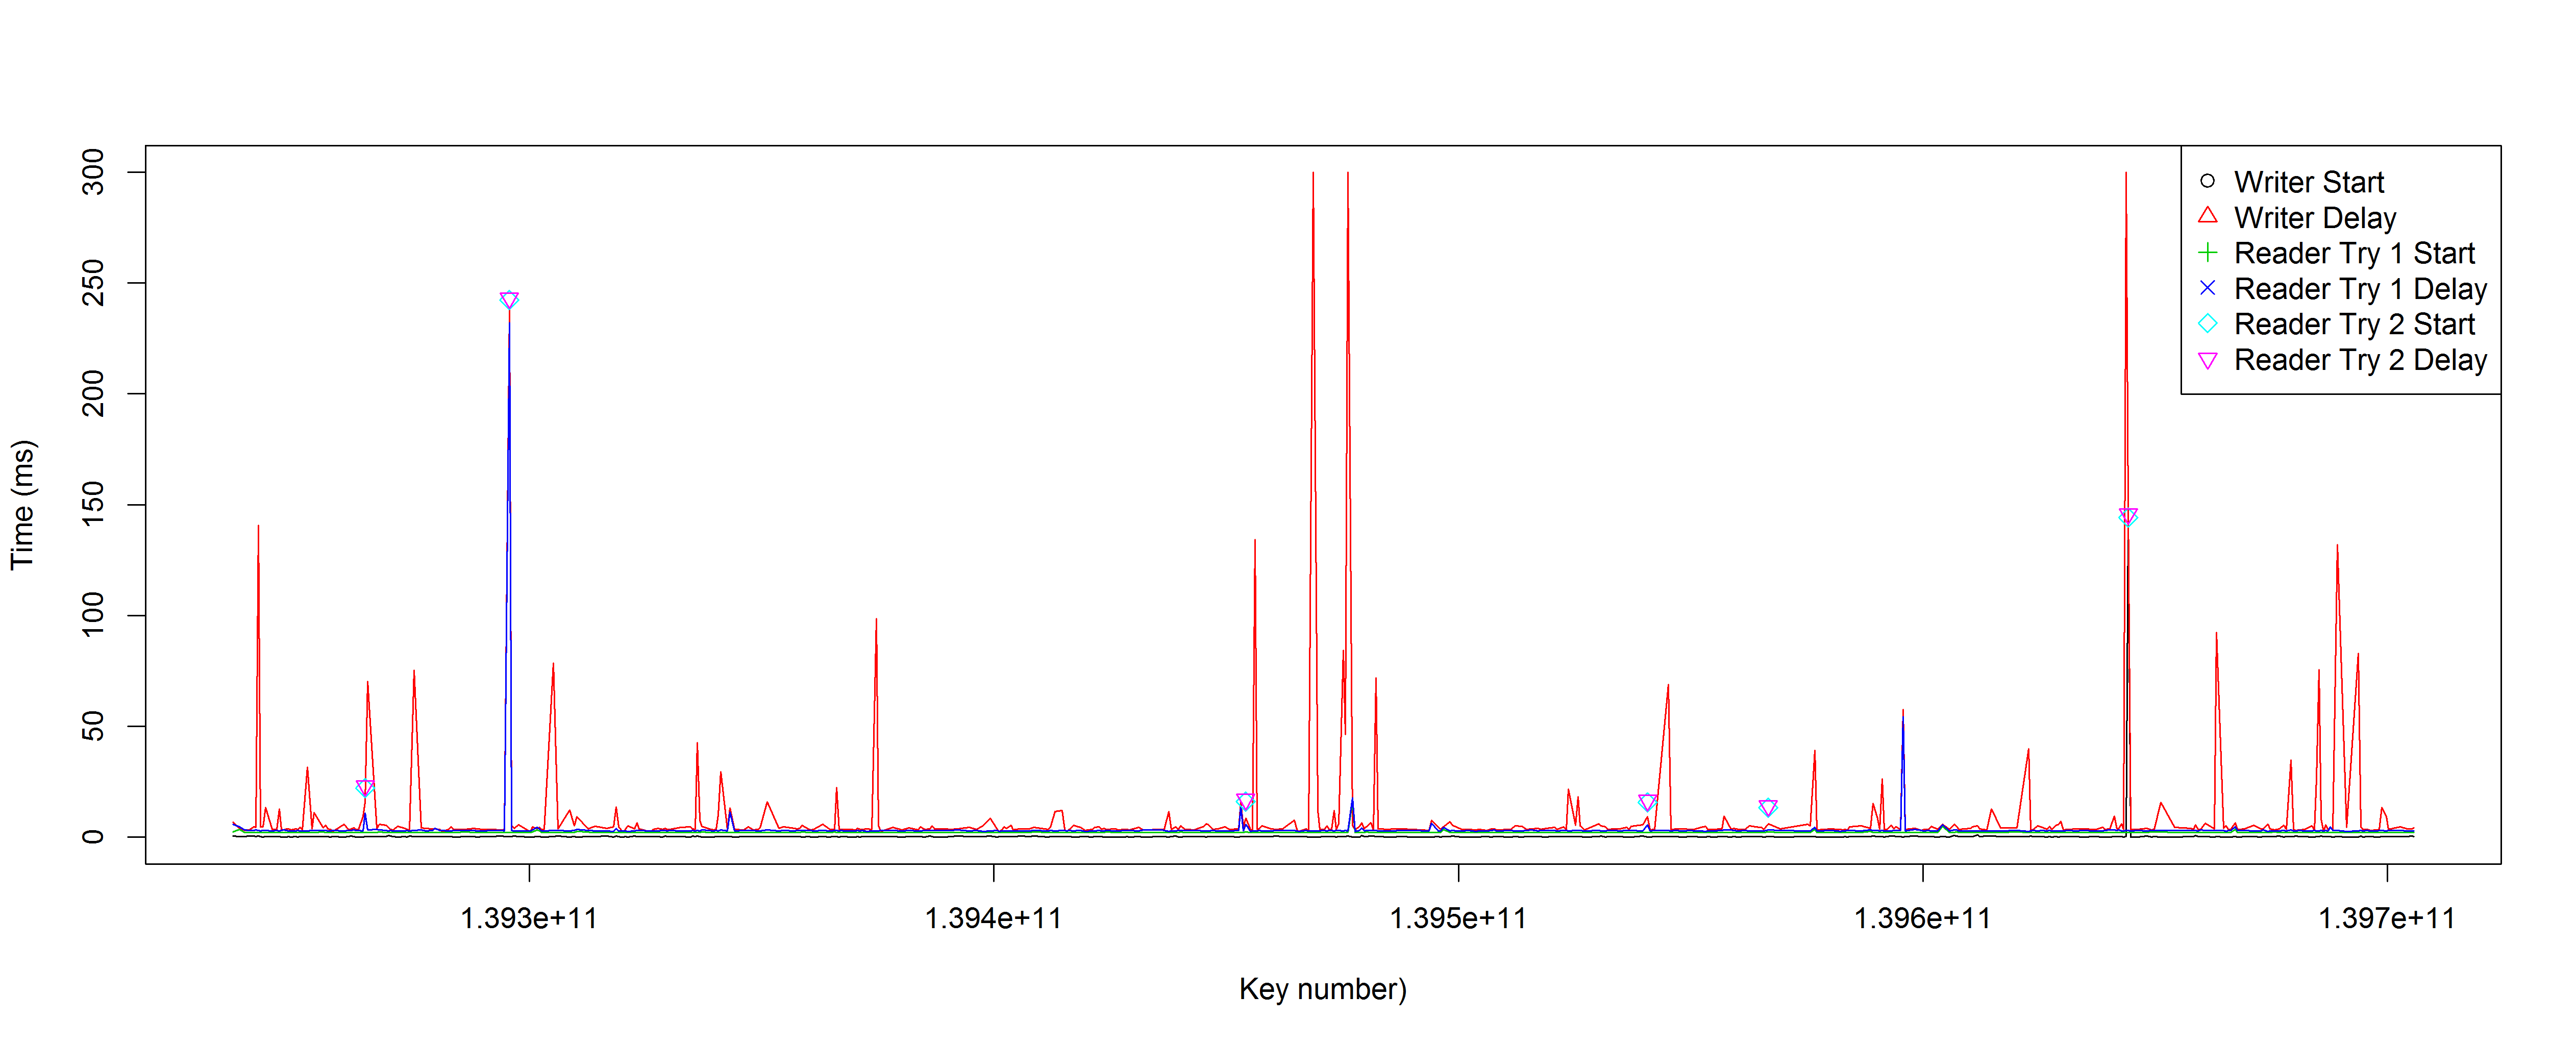 300
250
200
150
100
50
0
Time (ms)
Writer Start
Writer Delay
Reader Try 1 Start
Reader Try 1 Delay
Reader Try 2 Start
Reader Try 2 Delay
1.393e+11 1.394e+11 1.395e+11 1.396e+11 1.397e+11
Key number)